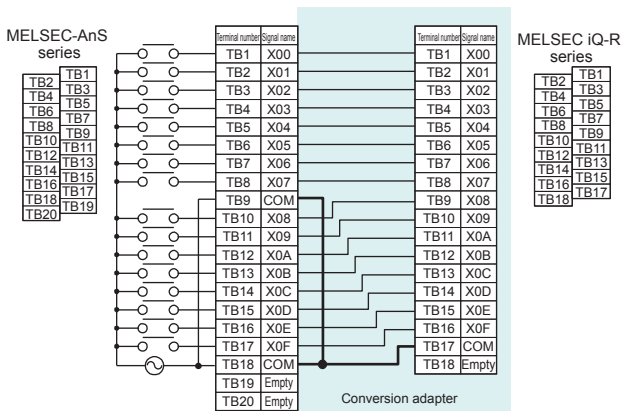 MELSEC-AnS
series
TB1
TB2
TB3
TB4
TB5
TB6
TB7
TB8
TB9
TB10
TB11
TB12
TB13
TB14
TB15
TB16
TB17
TB18
TB19
TB20
Terminal number Signal name
TB1 X00
TB2 X01
TB3 X02
TB4 X03
TB5 X04
TB6 X05
TB7 X06
TB8 X07
TB9 COM
TB10 X08
TB11 X09
TB12 X0A
TB13 X0B
TB14 X0C
TB15 X0D
TB16 X0E
TB17 X0F
TB18 COM
TB19 Empty
TB20 Empty
Conversion adapter
Terminal number Signal name
TB1 X00
TB2 X01
TB3 X02
TB4 X03
TB5 X04
TB6 X05
TB7 X06
TB8 X07
TB9 X08
TB10 X09
TB11 X0A
TB12 X0B
TB13 X0C
TB14 X0D
TB15 X0E
TB16 X0F
TB17 COM
TB18 Empty
MELSEC iQ-R
series
TB1
TB2
TB3
TB4
TB5
TB6
TB7
TB8
TB9
TB10
TB11
TB12
TB13
TB14
TB15
TB16
TB17
TB18